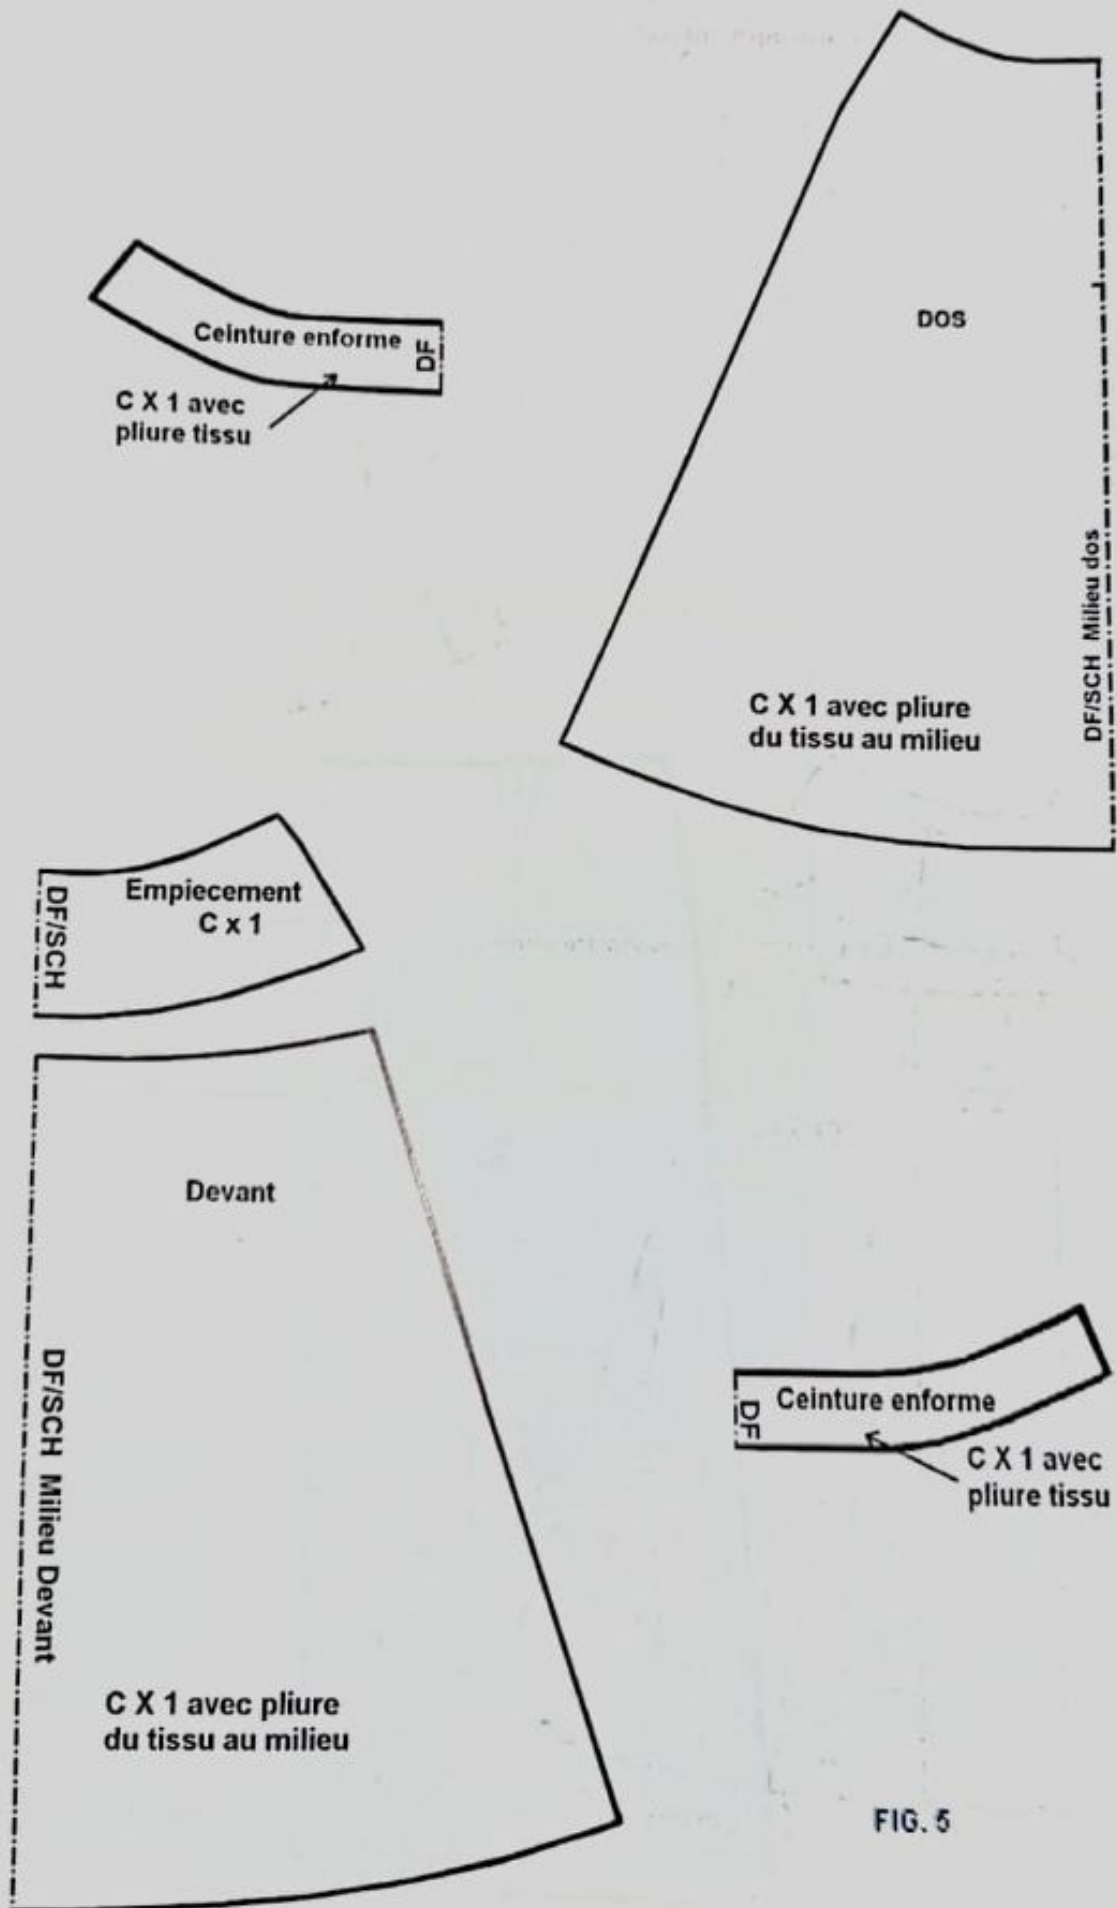 DOS
DF/SCH Milieu dos
C X 1 avec pliure
du tissu au milieu
Ceinture enforme
DF
C X 1 avec
pliure tissu
Empiecement
C x 1
DF/SCH
Devant
DF/SCH Milieu Devant
C X 1 avec pliure
du tissu au milieu
Ceinture enforme
DF
C X 1 avec
pliure tissu
FIG. 5